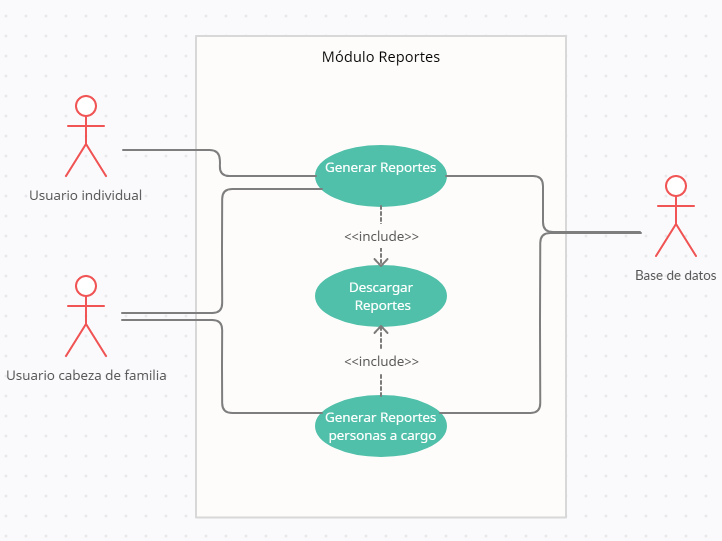 Módulo Reportes
Generar Reportes
Usuario individual
<<include>>
Base de datos
Descargar
Reportes
<<include>>
Usuario cabeza de familia
Generar Reportes
personas a cargo